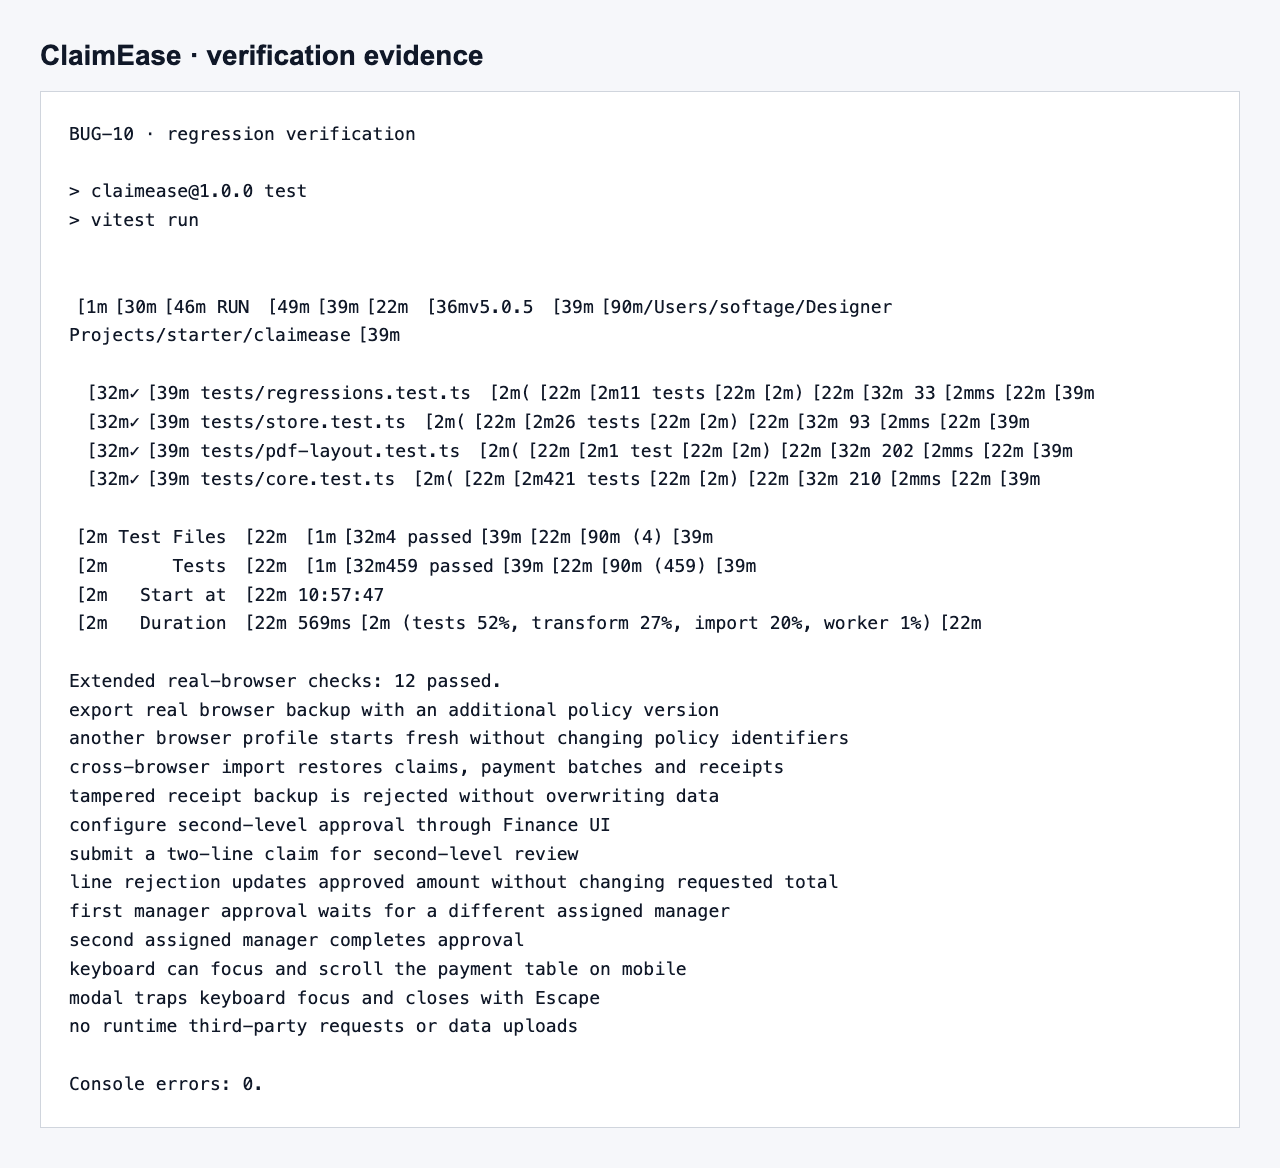 ClaimEase · verification evidence
BUG-10 · regression verification
> claimease@1.0.0 test
> vitest run
[1m [30m [46m RUN  [49m [39m [22m  [36mv5.0.5  [39m [90m/Users/softage/Designer
Projects/starter/claimease [39m
[32m✓ [39m tests/regressions.test.ts  [2m( [22m [2m11 tests [22m [2m) [22m [32m 33 [2mms [22m [39m
[32m✓ [39m tests/store.test.ts  [2m( [22m [2m26 tests [22m [2m) [22m [32m 93 [2mms [22m [39m
[32m✓ [39m tests/pdf-layout.test.ts  [2m( [22m [2m1 test [22m [2m) [22m [32m 202 [2mms [22m [39m
[32m✓ [39m tests/core.test.ts  [2m( [22m [2m421 tests [22m [2m) [22m [32m 210 [2mms [22m [39m
[2m Test Files  [22m  [1m [32m4 passed [39m [22m [90m (4) [39m
[2m      Tests  [22m  [1m [32m459 passed [39m [22m [90m (459) [39m
[2m   Start at  [22m 10:57:47
[2m   Duration  [22m 569ms [2m (tests 52%, transform 27%, import 20%, worker 1%) [22m
Extended real-browser checks: 12 passed.
export real browser backup with an additional policy version
another browser profile starts fresh without changing policy identifiers
cross-browser import restores claims, payment batches and receipts
tampered receipt backup is rejected without overwriting data
configure second-level approval through Finance UI
submit a two-line claim for second-level review
line rejection updates approved amount without changing requested total
first manager approval waits for a different assigned manager
second assigned manager completes approval
keyboard can focus and scroll the payment table on mobile
modal traps keyboard focus and closes with Escape
no runtime third-party requests or data uploads
Console errors: 0.